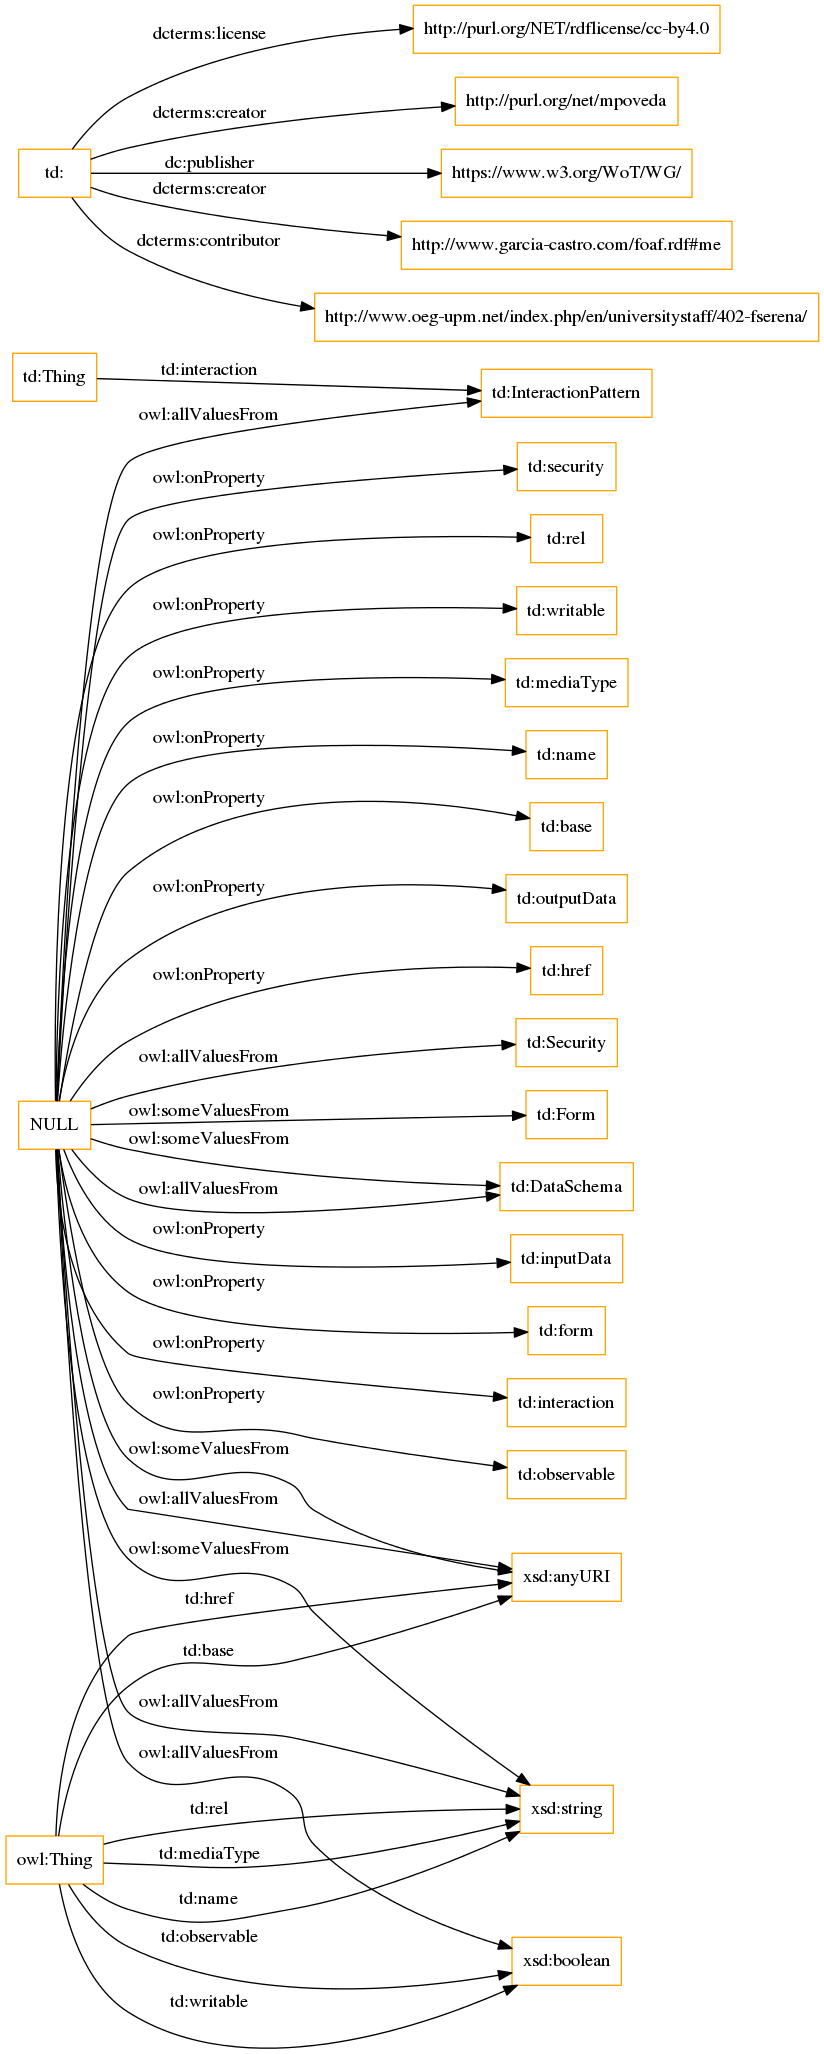 dcterms:license
http://purl.org/NET/rdflicense/cc-by4.0
dcterms:creator
http://purl.org/net/mpoveda
td:
dc:publisher
https://www.w3.org/WoT/WG/
dcterms:creator
http://www.garcia-castro.com/foaf.rdf#me
dcterms:contributor
http://www.oeg-upm.net/index.php/en/universitystaff/402-fserena/
td:Thing
td:interaction
td:InteractionPattern
owl:allValuesFrom
owl:onProperty
td:security
owl:onProperty
td:rel
owl:onProperty
td:writable
owl:onProperty
td:mediaType
owl:onProperty
td:name
owl:onProperty
td:base
owl:onProperty
td:outputData
owl:onProperty
td:href
owl:allValuesFrom
td:Security
NULL
owl:someValuesFrom
td:Form
owl:someValuesFrom
td:DataSchema
owl:allValuesFrom
owl:onProperty
td:inputData
owl:onProperty
td:form
owl:onProperty
td:interaction
owl:onProperty
td:observable
owl:someValuesFrom
owl:allValuesFrom
owl:someValuesFrom
xsd:anyURI
td:href
td:base
owl:allValuesFrom
owl:allValuesFrom
td:rel
xsd:string
owl:Thing
td:mediaType
td:name
td:observable
xsd:boolean
td:writable